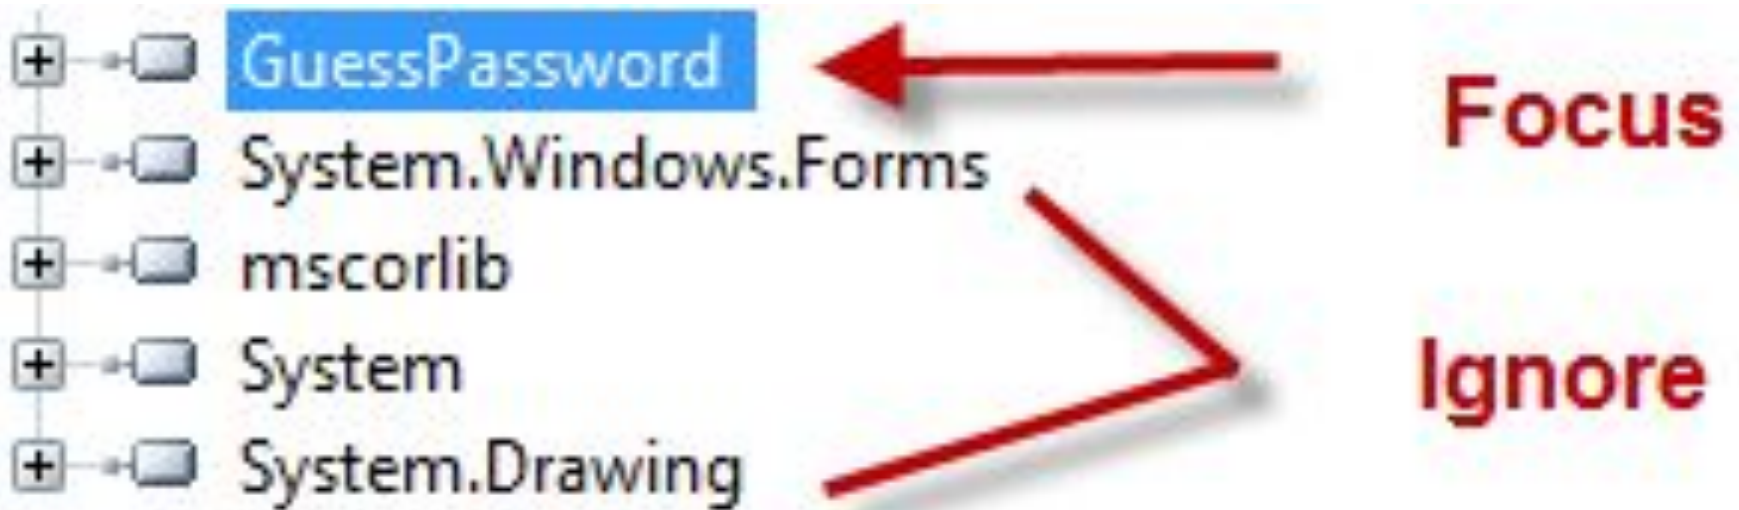 GuessPassword
Focus
System.Windows.Forms
mscorlib
System
Ignore
System.Drawing